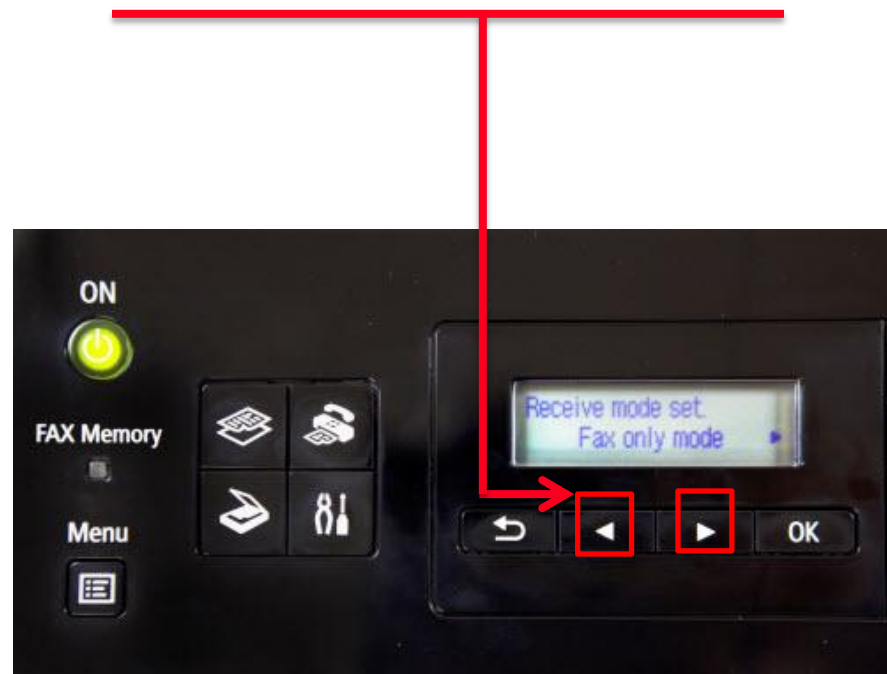 ON
FAX Memory
Menu
Receive mode set.
Fax only mode
OK